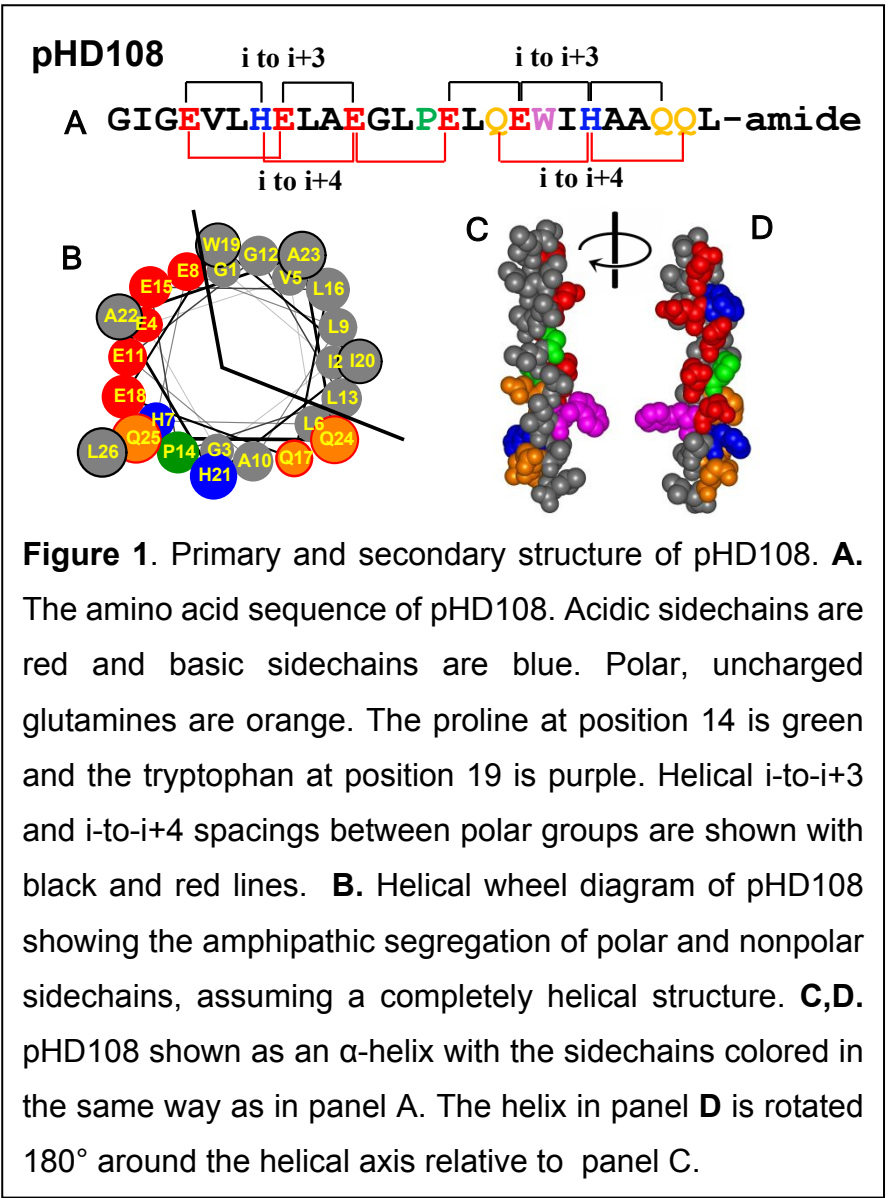 pHD108
i to i+3 i to i+3
A GIGEVLHELAEGLPELQEWIHAAQQL-amide
i to i+4 i to i+4
B
W19
G1
G12
A23
V5
L16
L9
I2
I20
L13
L6
Q24
Q17
A10
G3
H21
P14
H7
Q25
L26
E18
E11
E4
A22
E15
E8
C
D
Figure 1. Primary and secondary structure of pHD108. A.
The amino acid sequence of pHD108. Acidic sidechains are
red and basic sidechains are blue. Polar, uncharged
glutamines are orange. The proline at position 14 is green
and the tryptophan at position 19 is purple. Helical i-to-i+3
and i-to-i+4 spacings between polar groups are shown with
black and red lines. B. Helical wheel diagram of pHD108
showing the amphipathic segregation of polar and nonpolar
sidechains, assuming a completely helical structure. C,D.
pHD108 shown as an α-helix with the sidechains colored in
the same way as in panel A. The helix in panel D is rotated
180° around the helical axis relative to panel C.